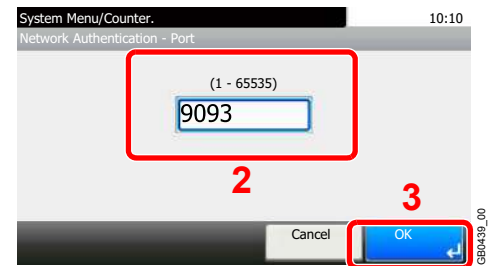 System Menu/Counter. 10:10
Network Authentication - Port
(1 - 65535)
9093
2
3
Cancel OK
GB0439_00